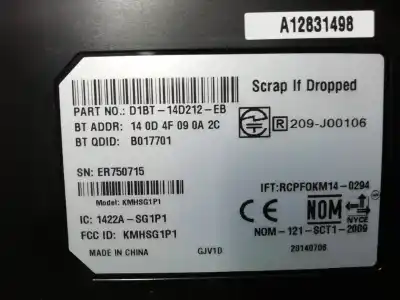 A12831498
Scrap If Dropped
PART NO.: D1BT-14D212-EB
BT ADDR: 14 0D 4F 09 0A 2C
R 209-J00106
BT QDID: B017701
SN: ER750715
Model: KMHSG1P1
IFT:RCPFOKM14-0294
IC: 1422A-SG1P1
FCC ID: KMHSG1P1
CE NOM NYCE
NOM-121-SCT1-2009
MADE IN CHINA GJV1D 20140708